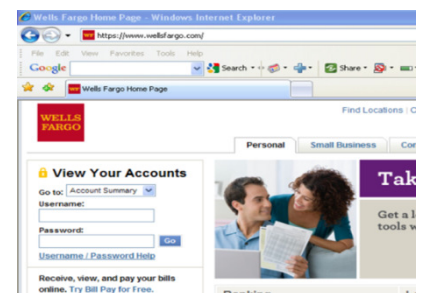 Wells Fargo Home Page - Windows Internet Explorer
https://www.wellsfargo.com/
File Edit View Favorites Tools Help
Google Search Share
Wells Fargo Home Page
Find Locations
WELLS
FARGO
Personal Small Business
View Your Accounts
Go to: Account Summary
Username:
Password:
Go
Username / Password Help
Receive, view, and pay your bills
online. Try Bill Pay for Free.
Tak
Get a l
tools w